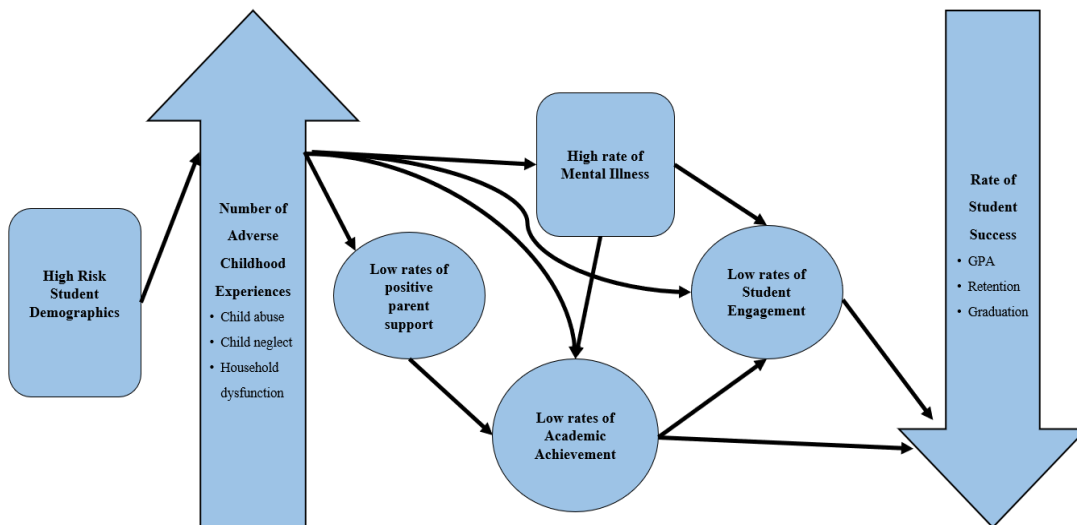 High Risk
Student
Demographics
Number of
Adverse
Childhood
Experiences
• Child abuse
• Child neglect
• Household
dysfunction
Low rates of
positive
parent
support
High rate of
Mental Illness
Low rates of
Academic
Achievement
Low rates of
Student
Engagement
Rate of
Student
Success
• GPA
• Retention
• Graduation